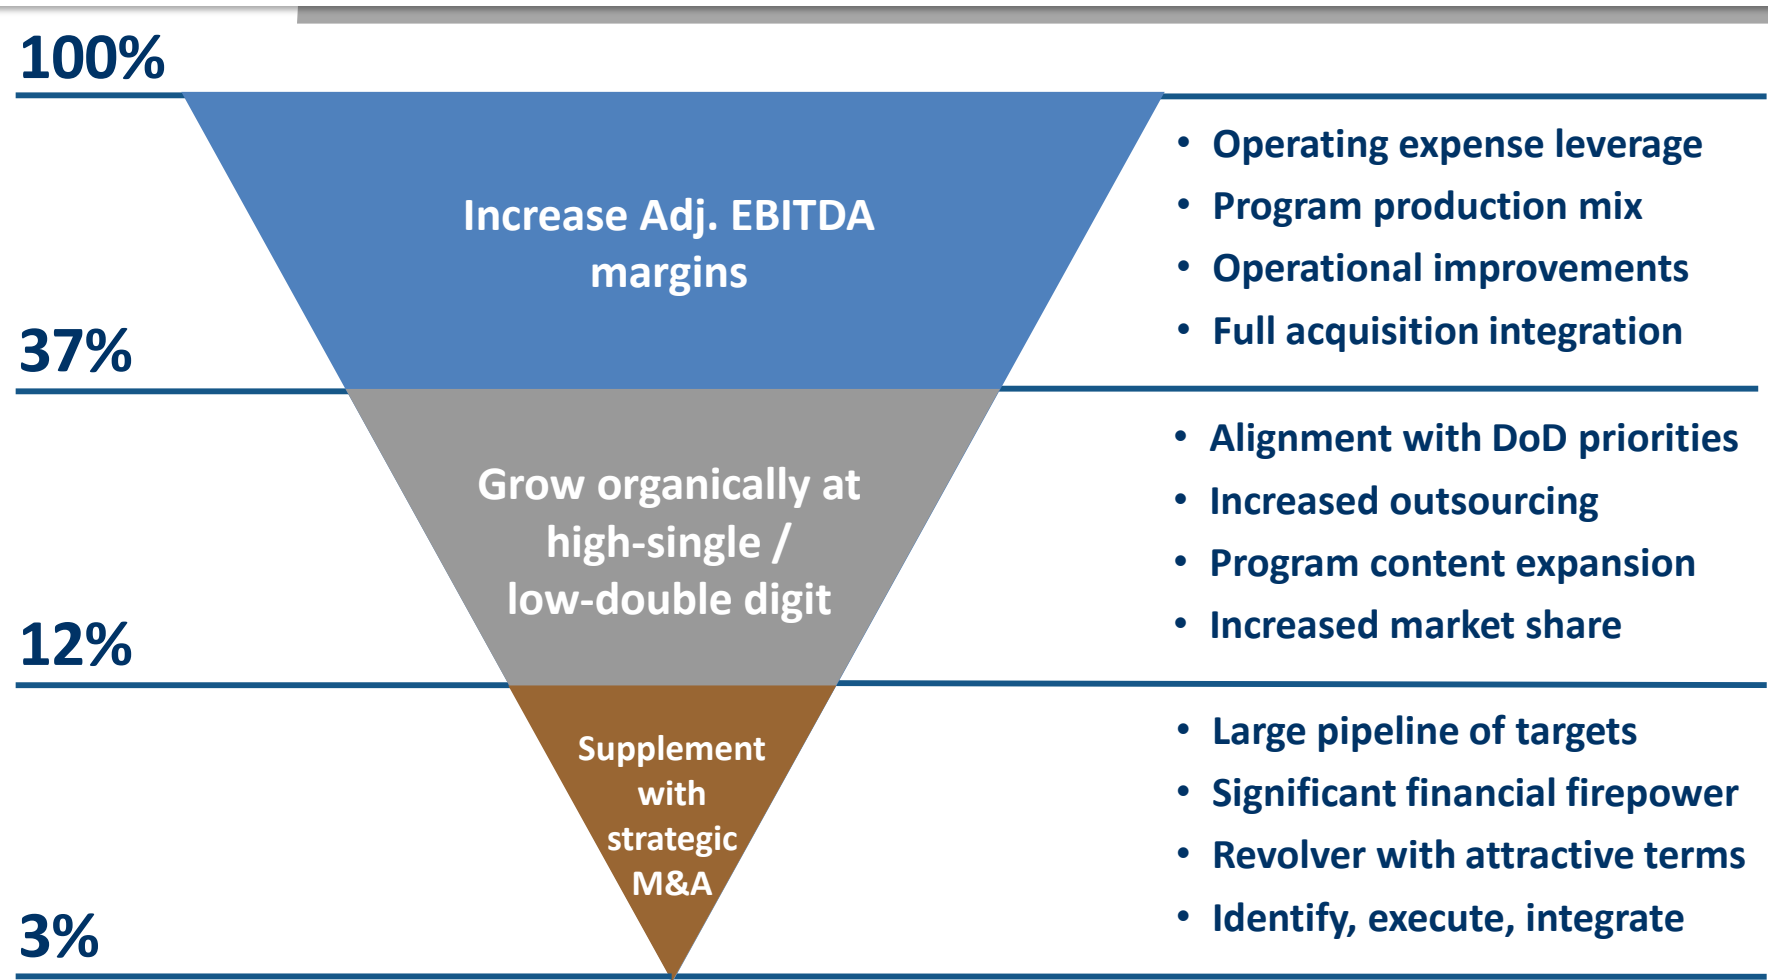 100%
Increase Adj. EBITDA
margins
• Operating expense leverage
• Program production mix
• Operational improvements
• Full acquisition integration
37%
Grow organically at
high-single /
low-double digit
• Alignment with DoD priorities
• Increased outsourcing
• Program content expansion
• Increased market share
12%
Supplement
with
strategic
M&A
• Large pipeline of targets
• Significant financial firepower
• Revolver with attractive terms
• Identify, execute, integrate
3%